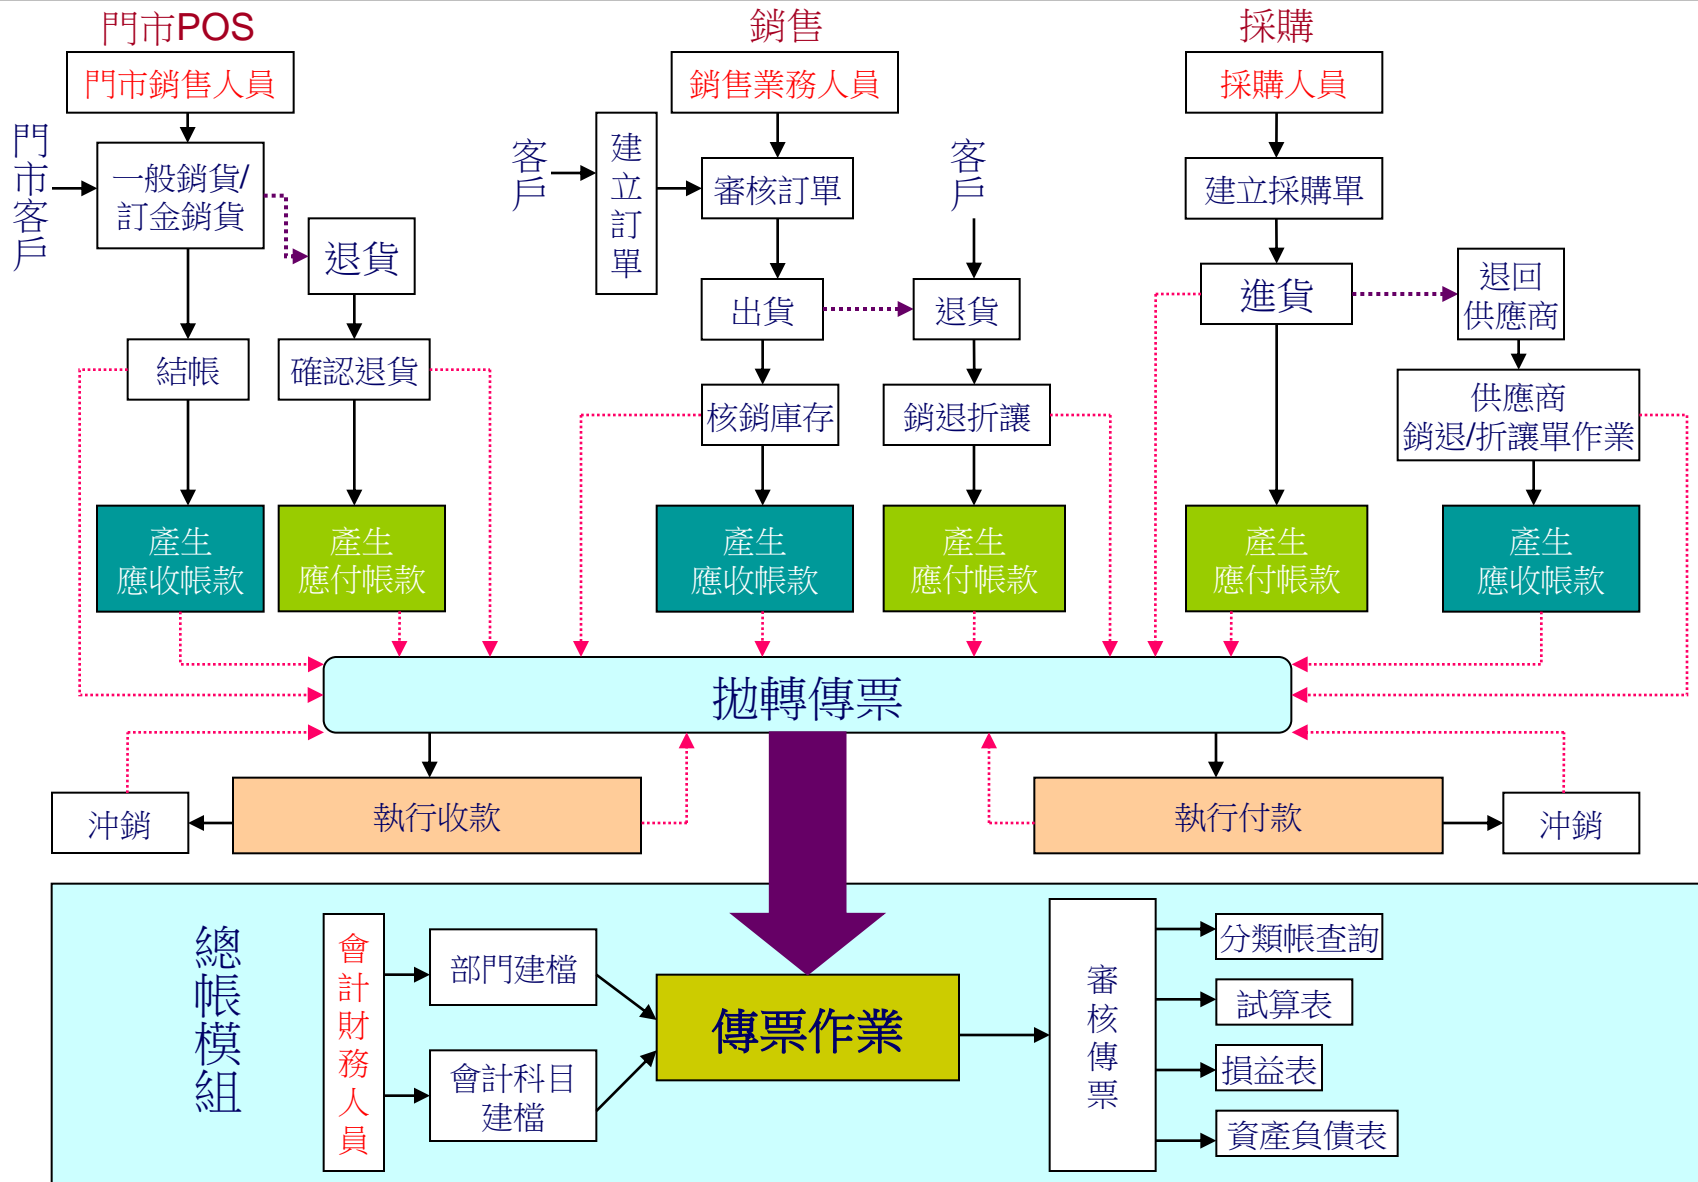 門市POS
銷售
採購
門市銷售人員
銷售業務人員
採購人員
門市客戶
一般銷貨/
訂金銷貨
退貨
客戶
建立訂單
審核訂單
客戶
建立採購單
出貨
退貨
進貨
退回
供應商
結帳
確認退貨
核銷庫存
銷退折讓
供應商
銷退/折讓單作業
產生
應收帳款
產生
應付帳款
產生
應收帳款
產生
應付帳款
產生
應付帳款
產生
應收帳款
拋轉傳票
沖銷
執行收款
執行付款
沖銷
總帳模組
會計財務人員
部門建檔
會計科目
建檔
傳票作業
審核傳票
分類帳查詢
試算表
損益表
資產負債表